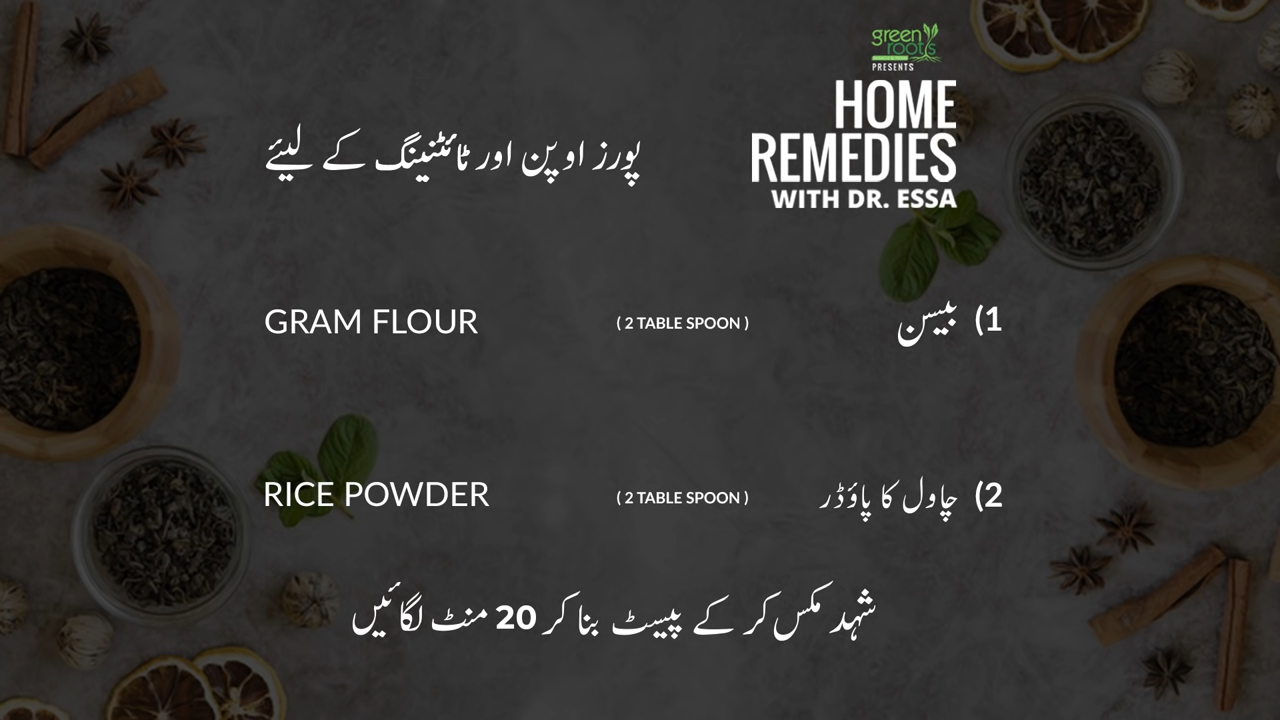 green
roots
PRESENTS
HOME
REMEDIES
WITH DR. ESSA
پورز اوپن اور ٹائٹنینگ کے لیئے
1) بیسن ( 2 TABLE SPOON ) GRAM FLOUR
2) چاول کا پاؤڈر ( 2 TABLE SPOON ) RICE POWDER
شہد مکس کر کے پیسٹ بنا کر 20 منٹ لگائیں